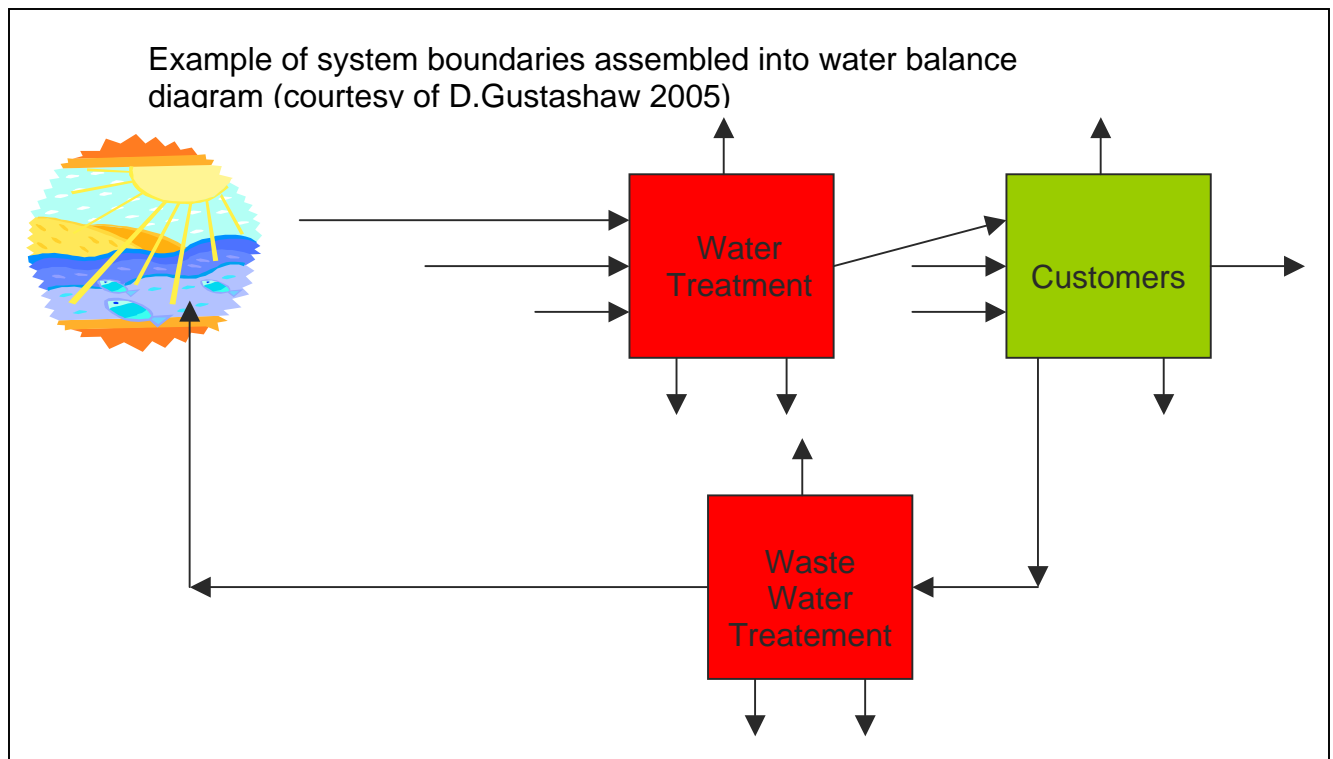 Example of system boundaries assembled into water balance
diagram (courtesy of D.Gustashaw 2005)
Water
Treatment
Customers
Waste
Water
Treatement